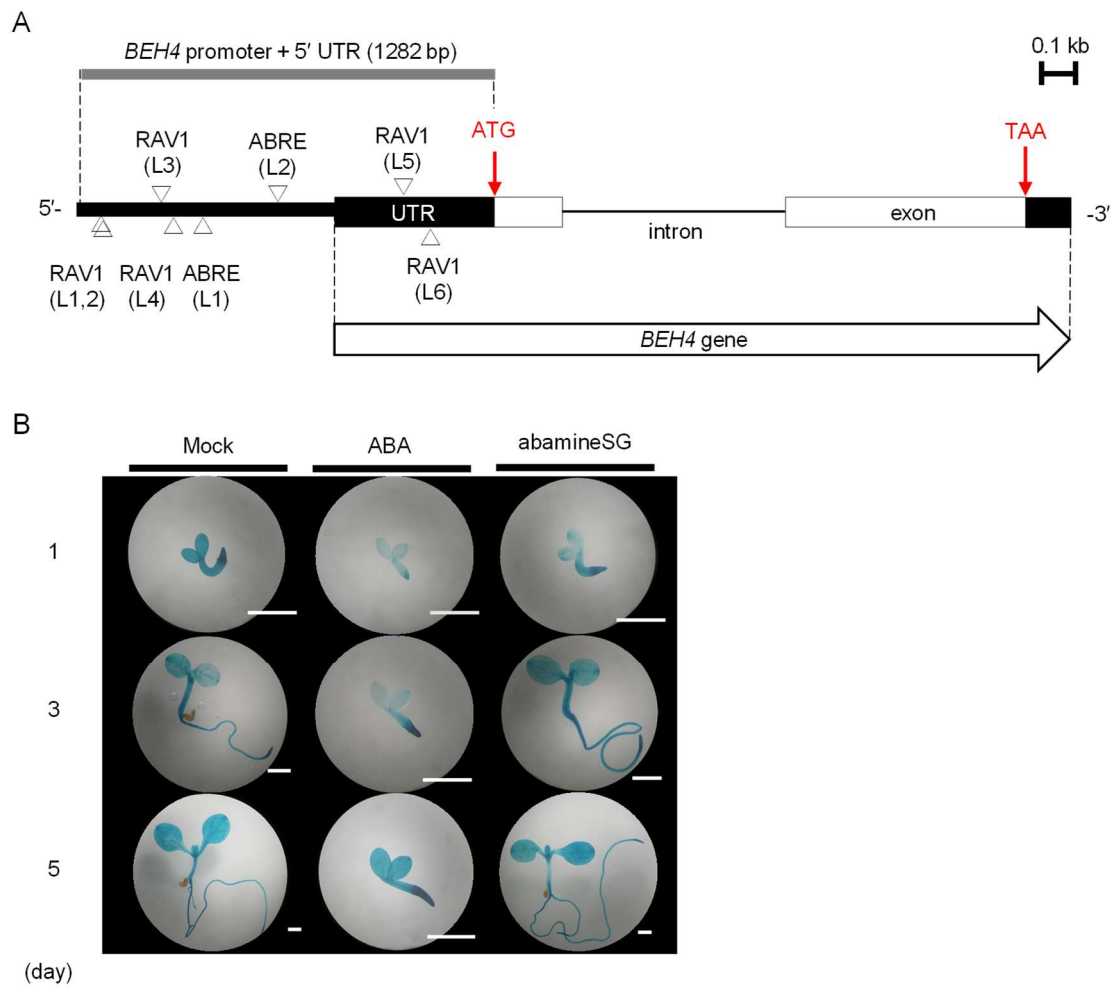 A
BEH4 promoter + 5′ UTR (1282 bp)
0.1 kb
RAV1
(L3)
ABRE
(L2)
RAV1
(L5)
ATG
TAA
5′-
UTR
exon
-3′
intron
RAV1
(L1,2)
RAV1
(L4)
ABRE
(L1)
RAV1
(L6)
BEH4 gene
B
Mock
ABA
abamineSG
1
3
5
(day)